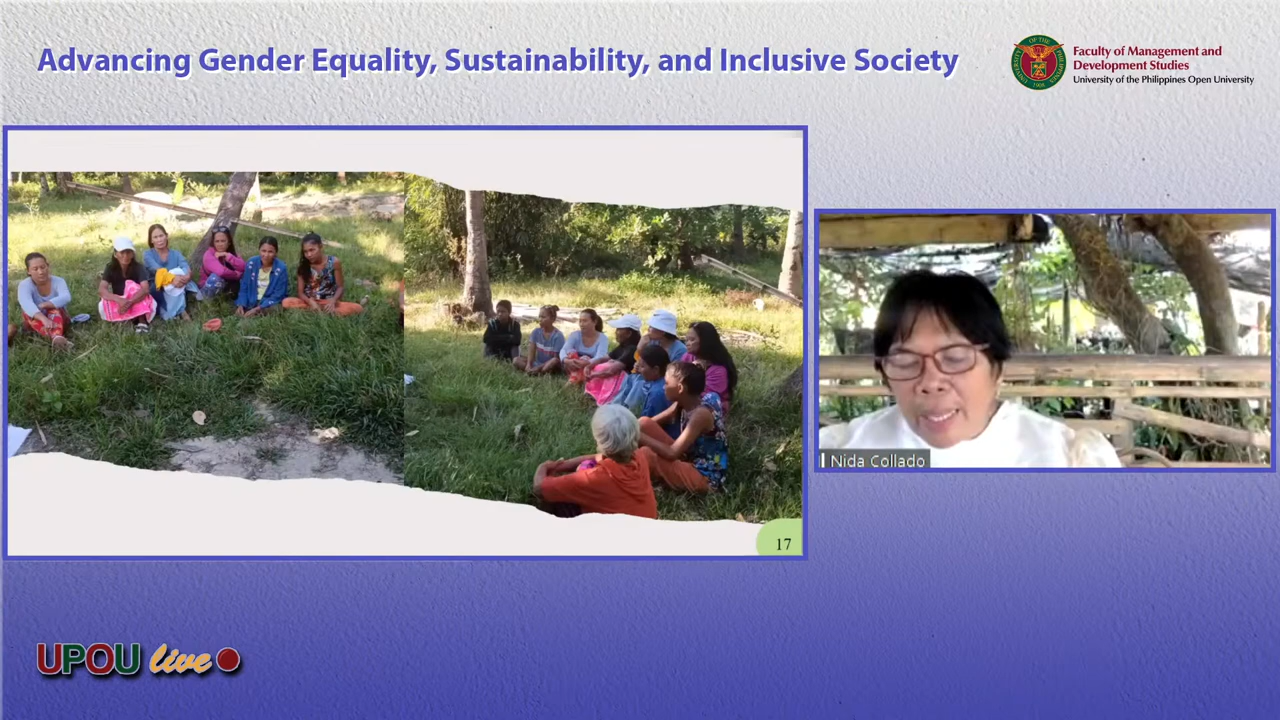 Advancing Gender Equality, Sustainability, and Inclusive Society
Faculty of Management and
Development Studies
University of the Philippines Open University
17
Nida Collado
UPOU live